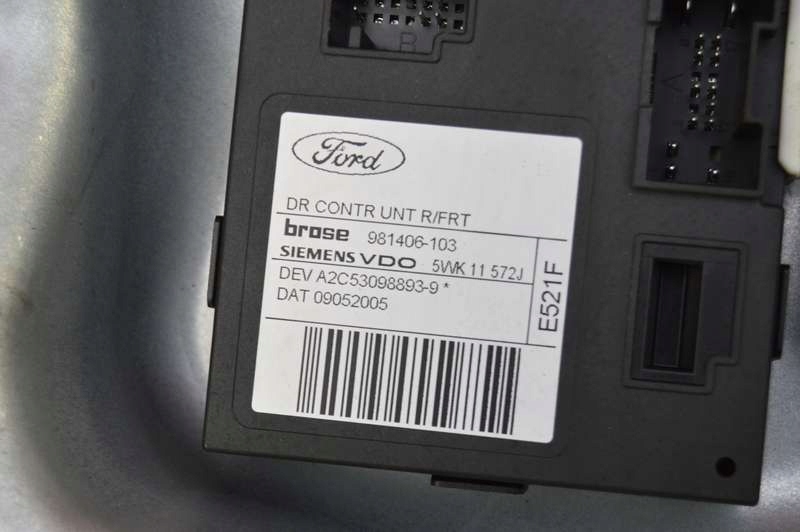 B
A
Ford
DR CONTR UNT R/FRT
brose 981406-103
SIEMENS VDO 5WK 11 572J
DEV A2C53098893-9 *
DAT 09052005
E521F